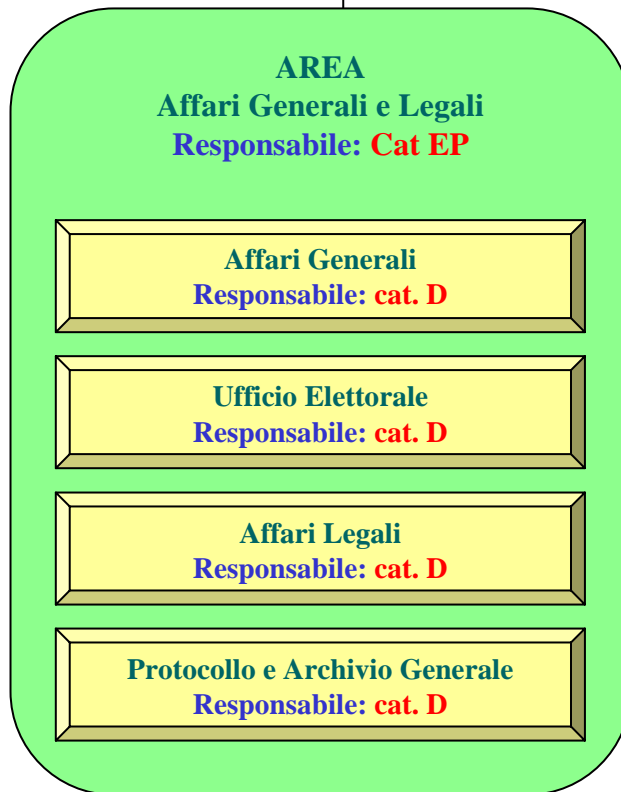 AREA
Affari Generali e Legali
Responsabile: Cat EP
Affari Generali
Responsabile: cat. D
Ufficio Elettorale
Responsabile: cat. D
Affari Legali
Responsabile: cat. D
Protocollo e Archivio Generale
Responsabile: cat. D